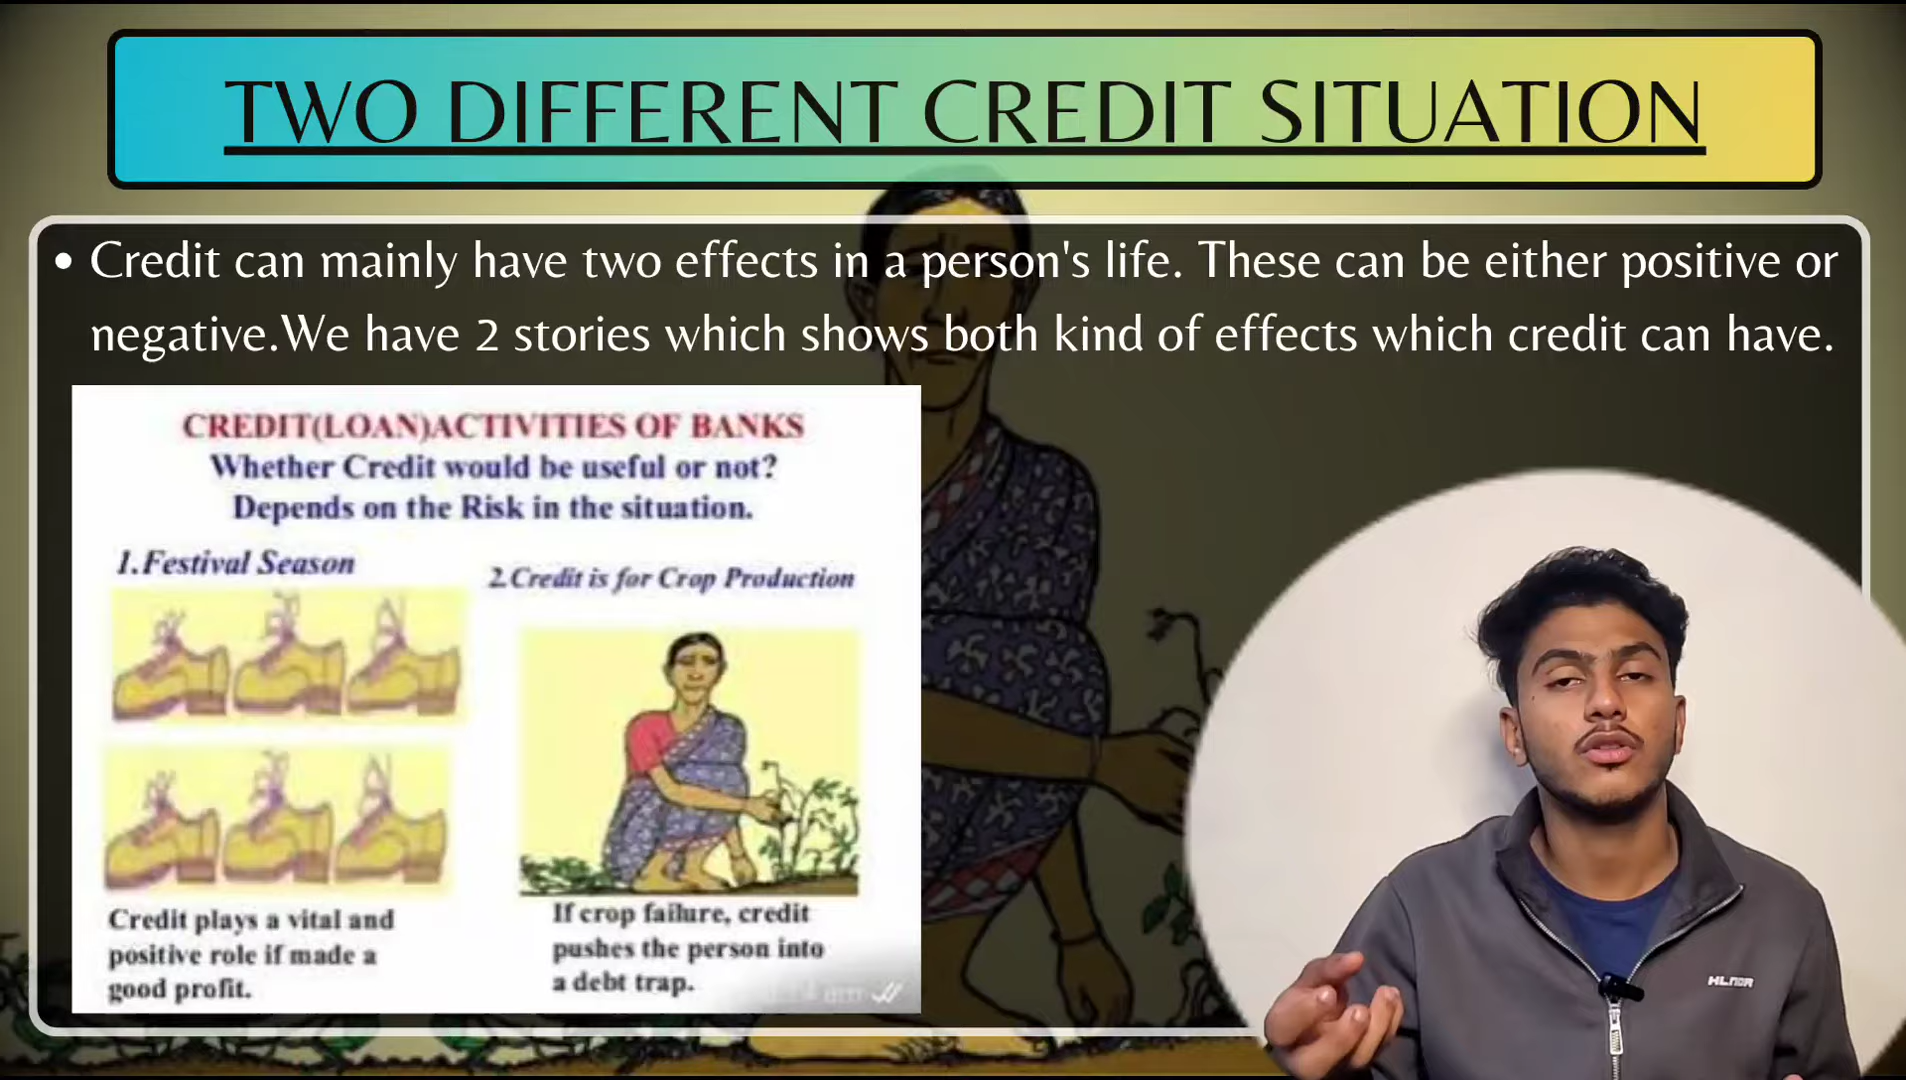 TWO DIFFERENT CREDIT SITUATION
• Credit can mainly have two effects in a person's life. These can be either positive or
negative.We have 2 stories which shows both kind of effects which credit can have.
CREDIT(LOAN)ACTIVITIES OF BANKS
Whether Credit would be useful or not?
Depends on the Risk in the situation.
1.Festival Season
Credit plays a vital and
positive role if made a
good profit.
2.Credit is for Crop Production
If crop failure, credit
pushes the person into
a debt trap.